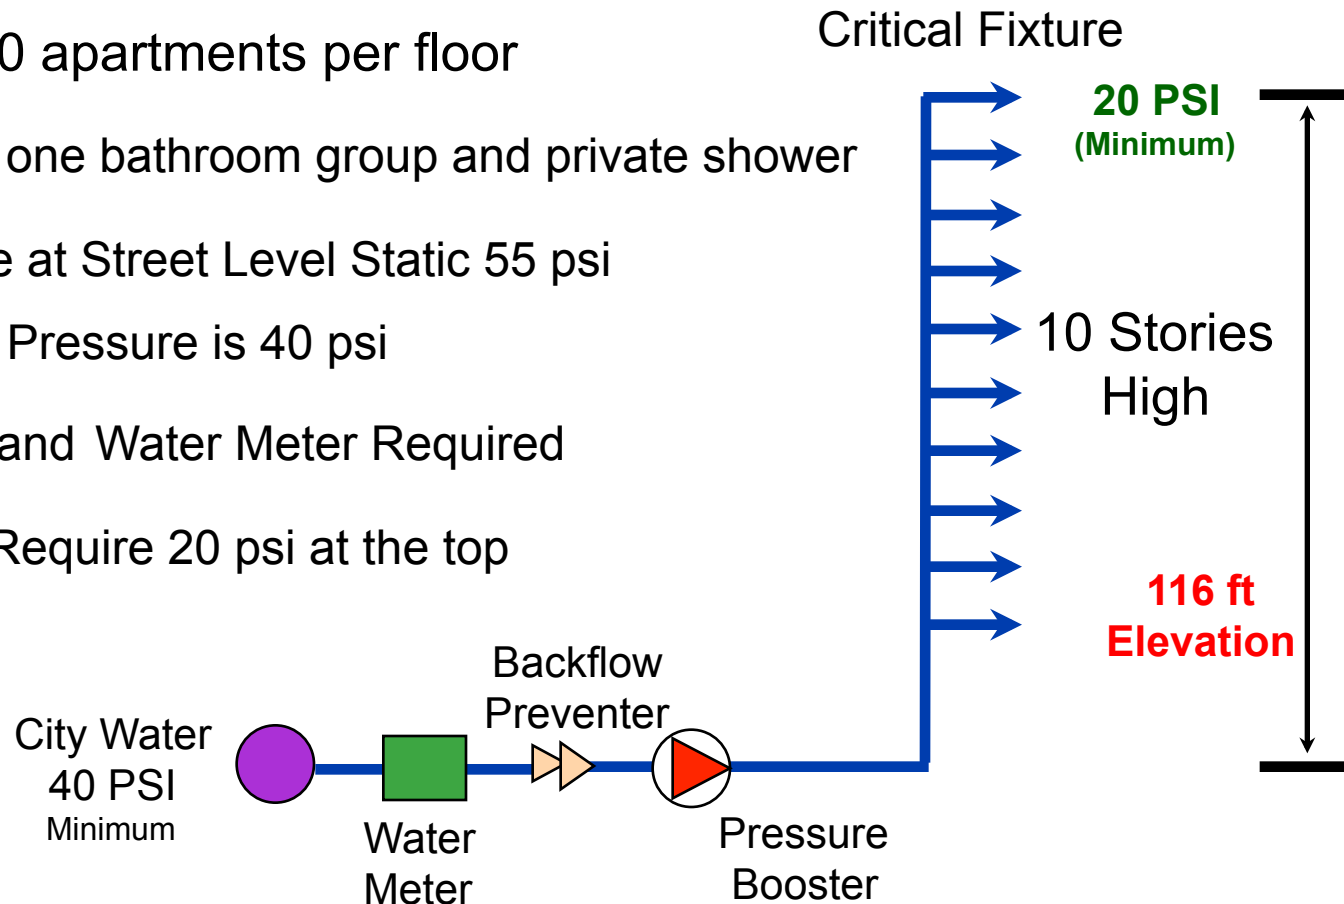 0 apartments per floor
one bathroom group and private shower
e at Street Level Static 55 psi
Pressure is 40 psi
and Water Meter Required
Require 20 psi at the top
Critical Fixture
20 PSI
(Minimum)
10 Stories
High
116 ft
Elevation
City Water
40 PSI
Minimum
Water
Meter
Backflow
Preventer
Pressure
Booster